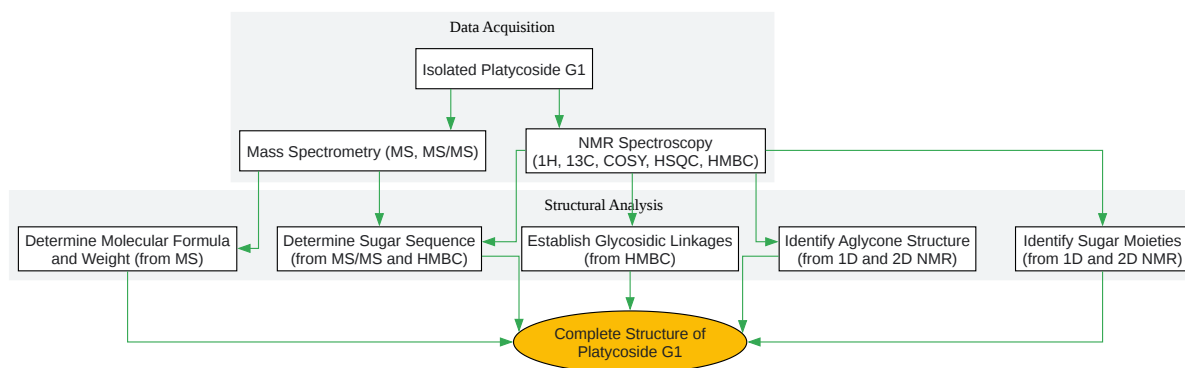 Data Acquisition
Isolated Platycoside G1
Mass Spectrometry (MS, MS/MS)
NMR Spectroscopy
(1H, 13C, COSY, HSQC, HMBC)
Structural Analysis
Determine Molecular Formula
and Weight (from MS)
Determine Sugar Sequence
(from MS/MS and HMBC)
Establish Glycosidic Linkages
(from HMBC)
Identify Aglycone Structure
(from 1D and 2D NMR)
Identify Sugar Moieties
(from 1D and 2D NMR)
Complete Structure of
Platycoside G1